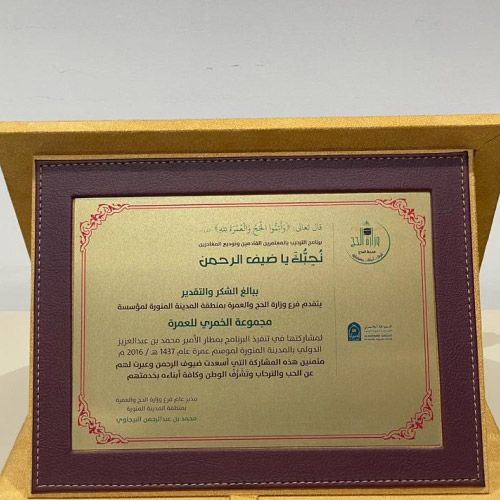 قال تعالى: ﴿وَأَتِمُّوا الْحَجَّ وَالْعُمْرَةَ لِلَّهِ﴾
برنامج الترحيب بالمعتمرين القادمين وتوديع المغادرين
نُحِبُّكَ يا ضيف الرحمن
وزارة الحج
ببالغ الشكر والتقدير
يتقدم فرع وزارة الحج والعمرة بمنطقة المدينة المنورة لمؤسسة
مجموعة الخمري للعمرة
لمشاركتها في تنفيذ البرنامج بمطار الأمير محمد بن عبدالعزيز
الدولي بالمدينة المنورة لموسم عمرة عام 1437 هـ / 2016 م
مثمنين هذه المشاركة التي أسعدت ضيوف الرحمن وعبرت لهم
عن الحب والترحاب وتشرُّف الوطن وكافة أبناءه بخدمتهم
مدير عام فرع وزارة الحج والعمرة
بمنطقة المدينة المنورة
محمد بن عبدالرحمن البيجاوي